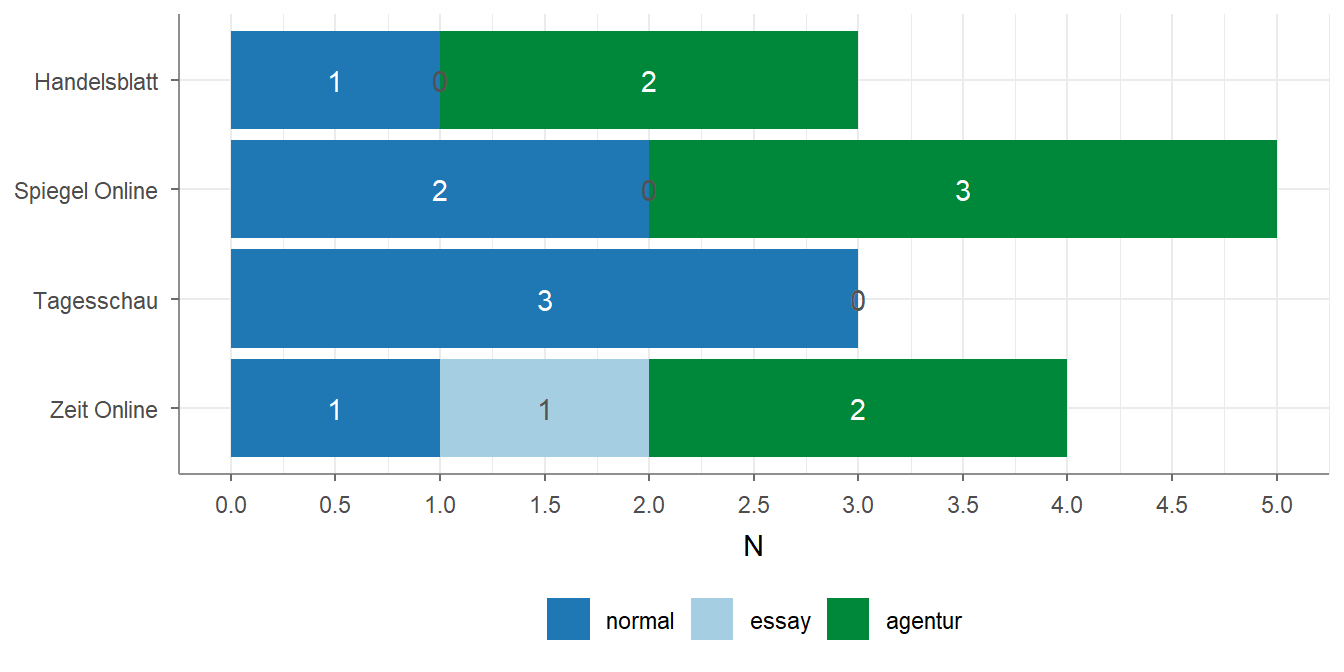 Handelsblatt 1 0 2
Spiegel Online 2 0 3
Tagesschau 3 0
Zeit Online 1 1 2
0.0 0.5 1.0 1.5 2.0 2.5 3.0 3.5 4.0 4.5 5.0
N
normal essay agentur